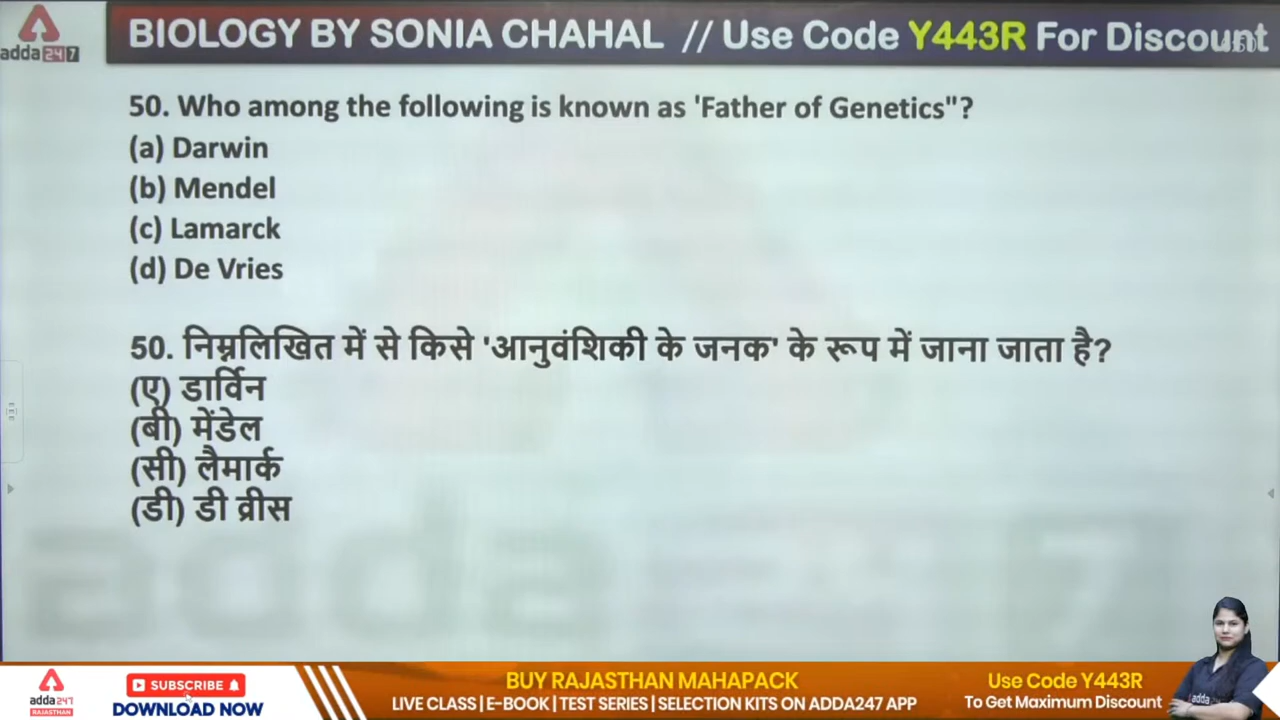 BIOLOGY BY SONIA CHAHAL // Use Code Y443R For Discount
adda247
50. Who among the following is known as 'Father of Genetics"?
(a) Darwin
(b) Mendel
(c) Lamarck
(d) De Vries
50. निम्नलिखित में से किसे 'आनुवंशिकी के जनक' के रूप में जाना जाता है?
(ए) डार्विन
(बी) मेंडेल
(सी) लैमार्क
(डी) डी व्रीस
adda247
RAJASTHAN
SUBSCRIBE
DOWNLOAD NOW
BUY RAJASTHAN MAHAPACK
LIVE CLASS | E-BOOK | TEST SERIES | SELECTION KITS ON ADDA247 APP
Use Code Y443R
To Get Maximum Discount